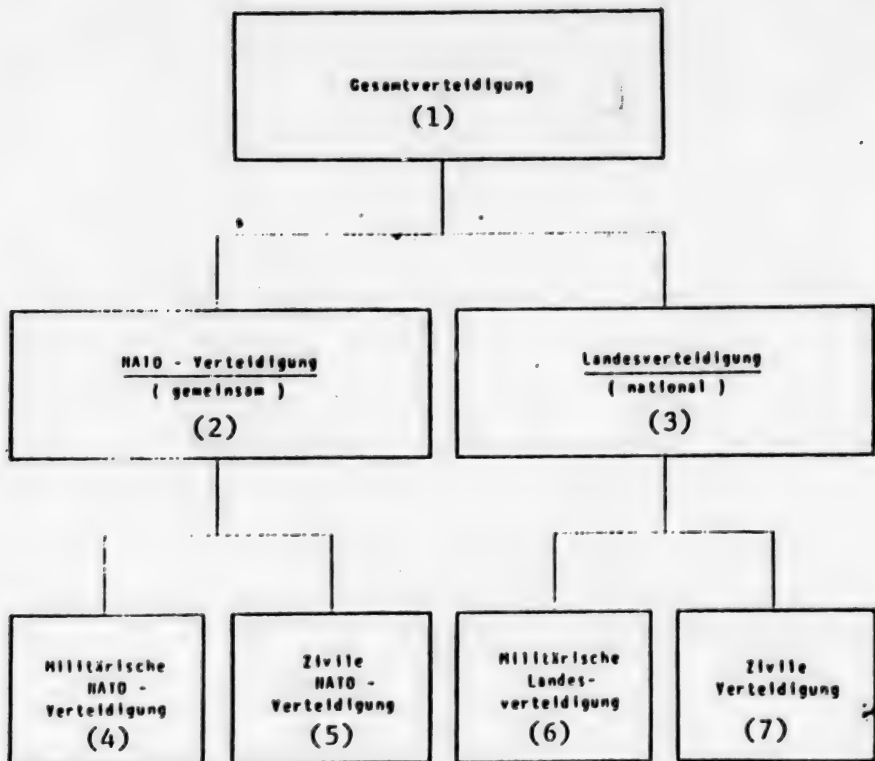 Gesamtverteidigung
(1)
NATO - Verteidigung
( gemeinsam )
(2)
Landesverteidigung
( national )
(3)
Militärische
NATO -
Verteidigung
(4)
Zivile
NATO -
Verteidigung
(5)
Militärische
Landes-
verteidigung
(6)
Zivile
Verteidigung
(7)